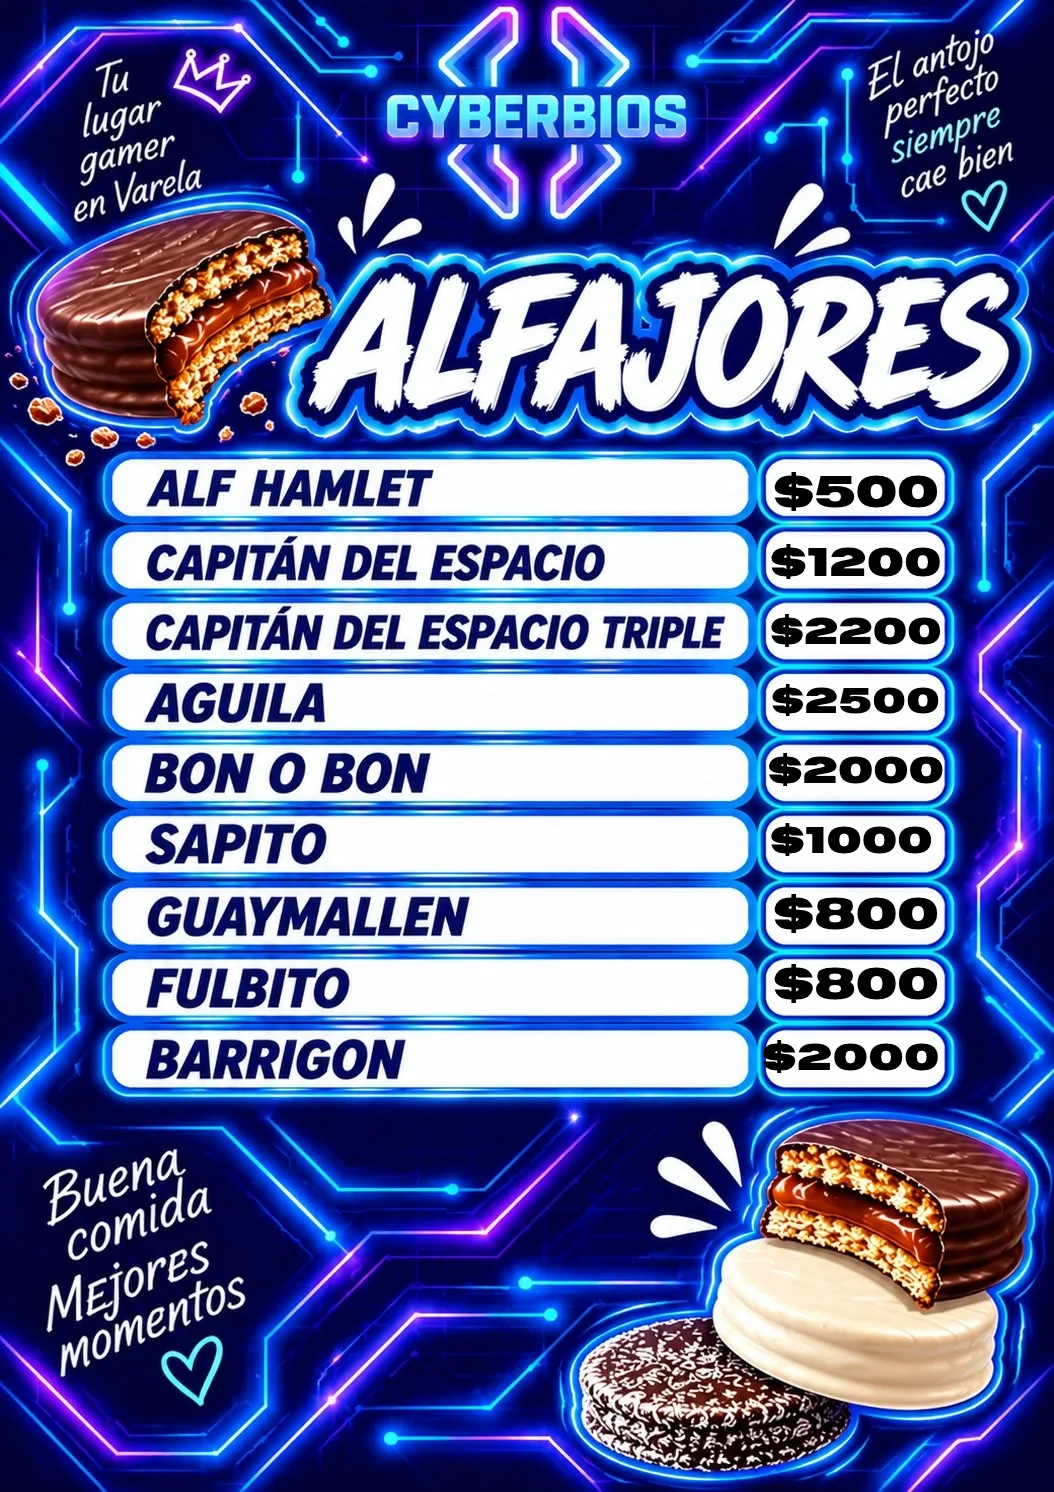 Tu
lugar
gamer
en Varela
CYBERBIOS
El antojo
perfecto
siempre
cae bien
ALFAJORES
ALF HAMLET $500
CAPITÁN DEL ESPACIO $1200
CAPITÁN DEL ESPACIO TRIPLE $2200
AGUILA $2500
BON O BON $2000
SAPITO $1000
GUAYMALLEN $800
FULBITO $800
BARRIGON $2000
Buena
comida
Mejores
momentos